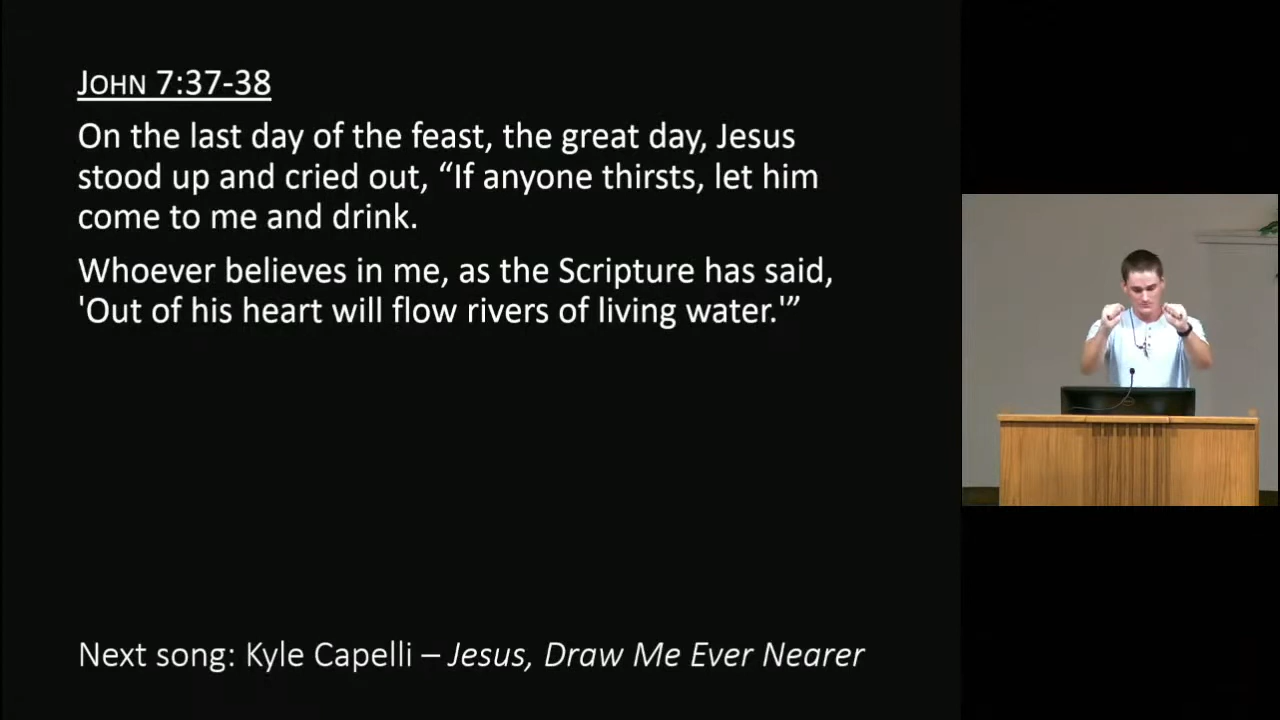 JOHN 7:37-38
On the last day of the feast, the great day, Jesus
stood up and cried out, “If anyone thirsts, let him
come to me and drink.
Whoever believes in me, as the Scripture has said,
'Out of his heart will flow rivers of living water.'”
Next song: Kyle Capelli – Jesus, Draw Me Ever Nearer